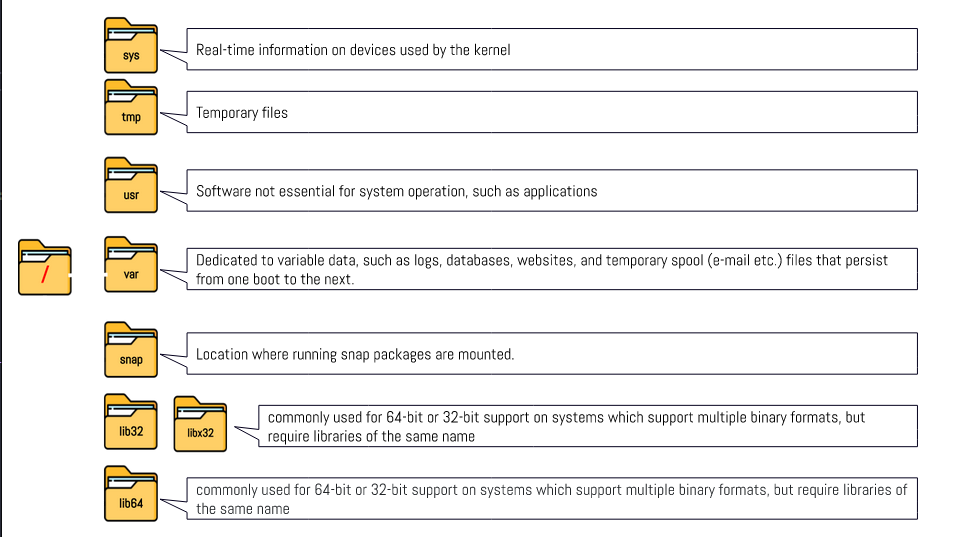 sys
Real-time information on devices used by the kernel
tmp
Temporary files
usr
Software not essential for system operation, such as applications
/
var
Dedicated to variable data, such as logs, databases, websites, and temporary spool (e-mail etc.) files that persist
from one boot to the next.
snap
Location where running snap packages are mounted.
lib32
libx32
commonly used for 64-bit or 32-bit support on systems which support multiple binary formats, but
require libraries of the same name
lib64
commonly used for 64-bit or 32-bit support on systems which support multiple binary formats, but require libraries of
the same name